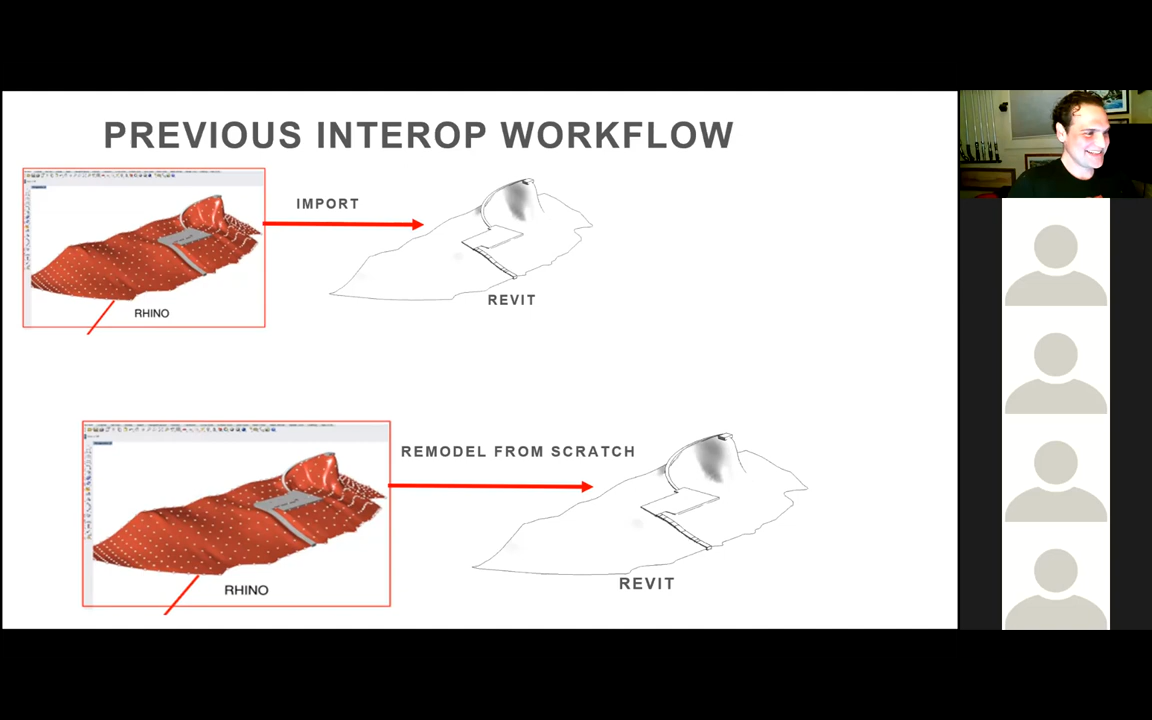 PREVIOUS INTEROP WORKFLOW
IMPORT
RHINO
REVIT
REMODEL FROM SCRATCH
RHINO
REVIT